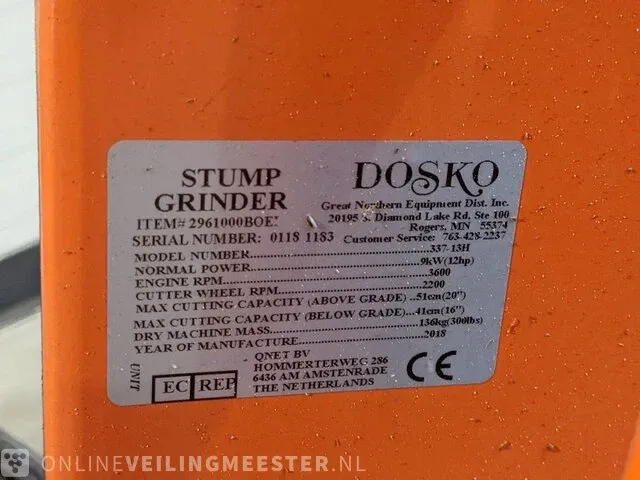 STUMP
GRINDER
DOSKO
Great Northern Equipment Dist. Inc.
20195 S. Diamond Lake Rd, Ste 100
Rogers, MN 55374
Customer Service: 763-428-2237
SERIAL NUMBER: 0118 1183
MODEL NUMBER...337-13H
NORMAL POWER...9kW(12hp)
ENGINE RPM...3600
CUTTER WHEEL RPM...2200
MAX CUTTING CAPACITY (ABOVE GRADE)..51cm(20")
MAX CUTTING CAPACITY (BELOW GRADE)...41cm(16")
DRY MACHINE MASS...136kg(300lbs)
YEAR OF MANUFACTURE...2018
UNIT
EC REP
QNET BV
HOMMERTERWEG 286
6436 AM AMSTENRADE
THE NETHERLANDS
CE
ONLINEVEILINGMEESTER.NL